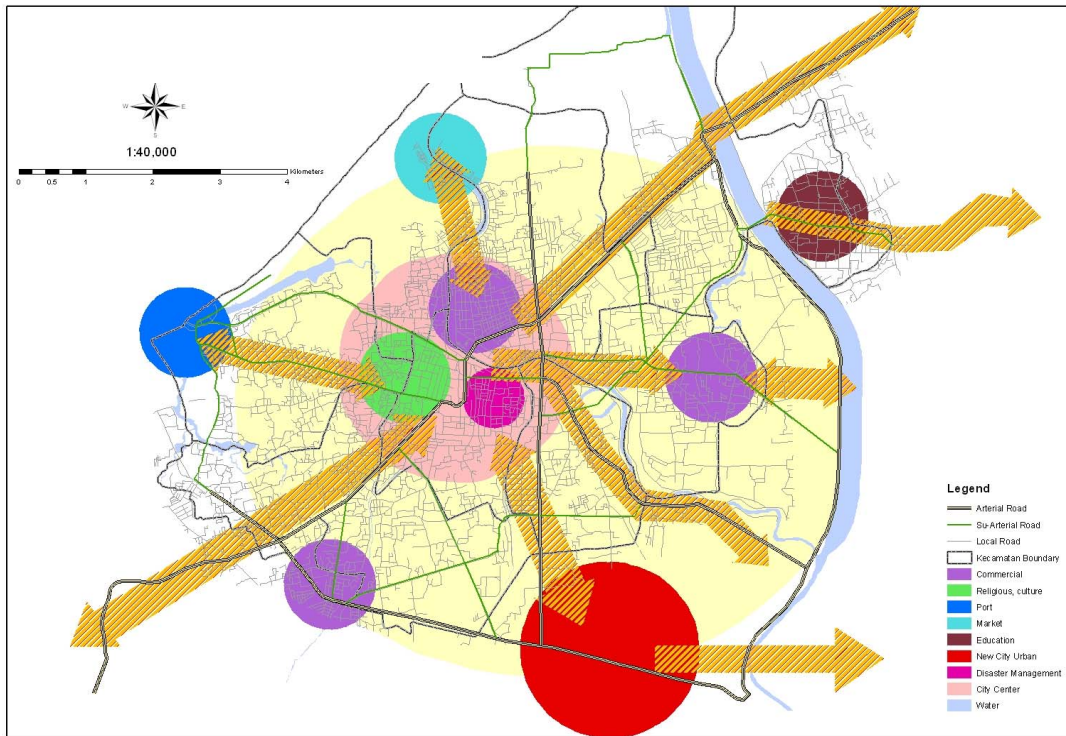 N
W E
S
1:40,000
Kilometers
0 0.5 1 2 3 4
Legend
Arterial Road
Su-Arterial Road
Local Road
Kecamatan Boundary
Commercial
Religious, culture
Port
Market
Education
New City Urban
Disaster Management
City Center
Water